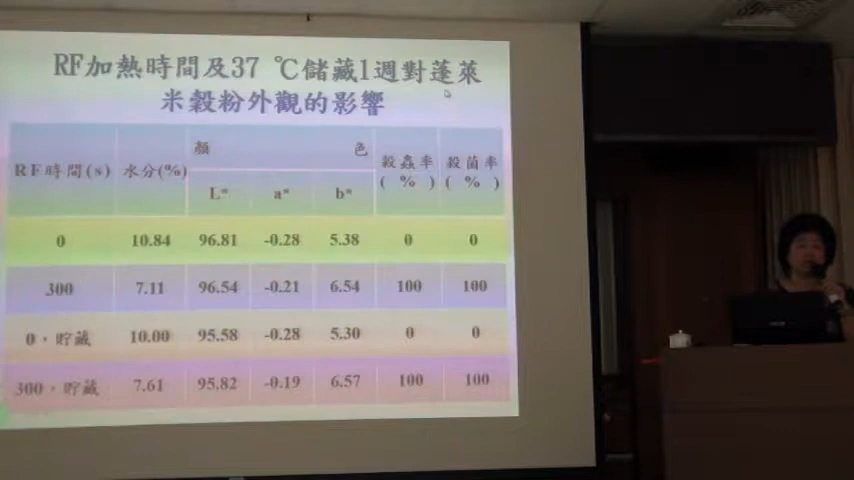 RF加熱時間及37 ℃儲藏1週對蓬萊
米穀粉外觀的影響
RF時間(s) 水分(%) 顏 色 殺蟲率( % ) 殺菌率( % )
L* a* b*
0 10.84 96.81 -0.28 5.38 0 0
300 7.11 96.54 -0.21 6.54 100 100
0，貯藏 10.00 95.58 -0.28 5.30 0 0
300，貯藏 7.61 95.82 -0.19 6.57 100 100